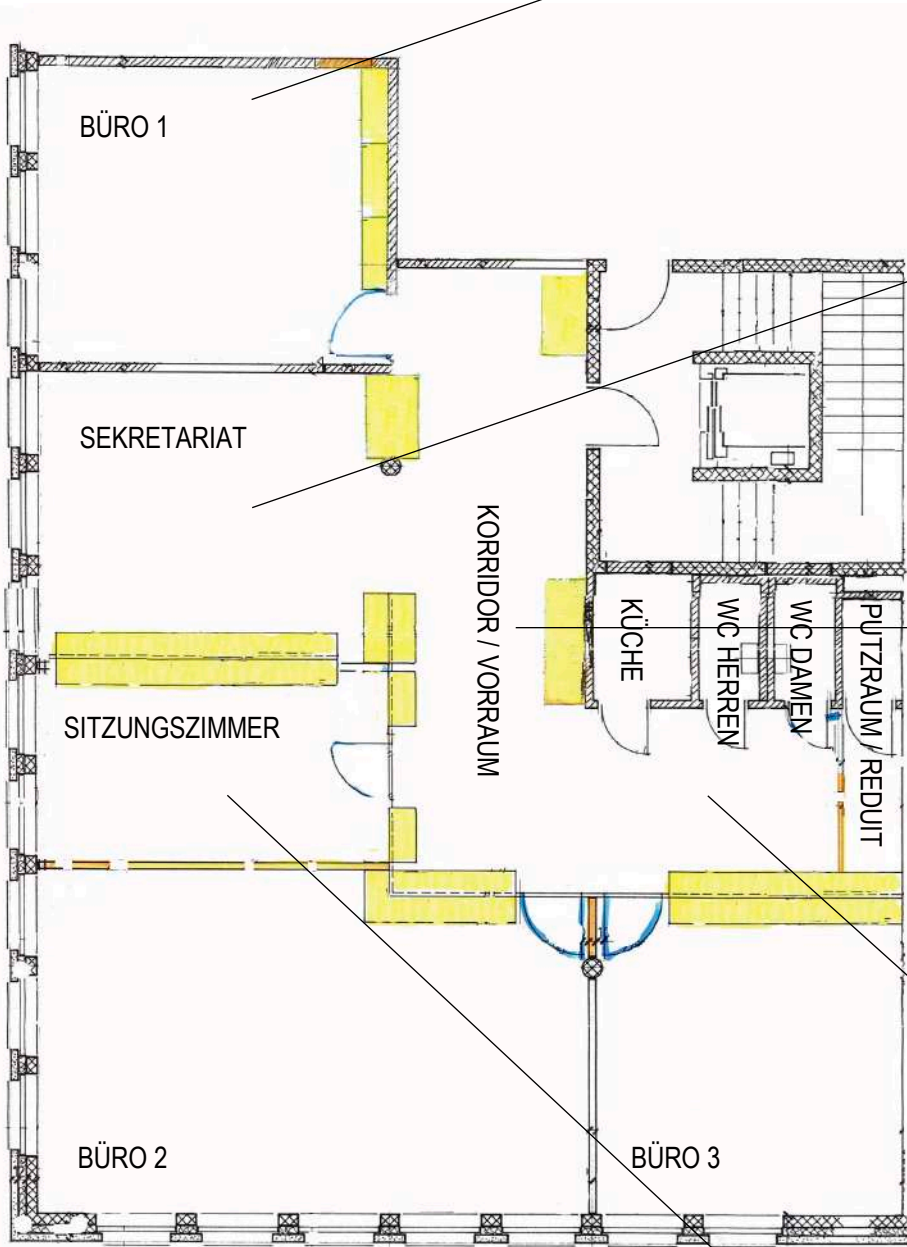 BÜRO 1
SEKRETARIAT
KORRIDOR / VORRAUM
KÜCHE
WC HERREN
WC DAMEN
PUTZRAUM / REDUIT
SITZUNGSZIMMER
BÜRO 2
BÜRO 3